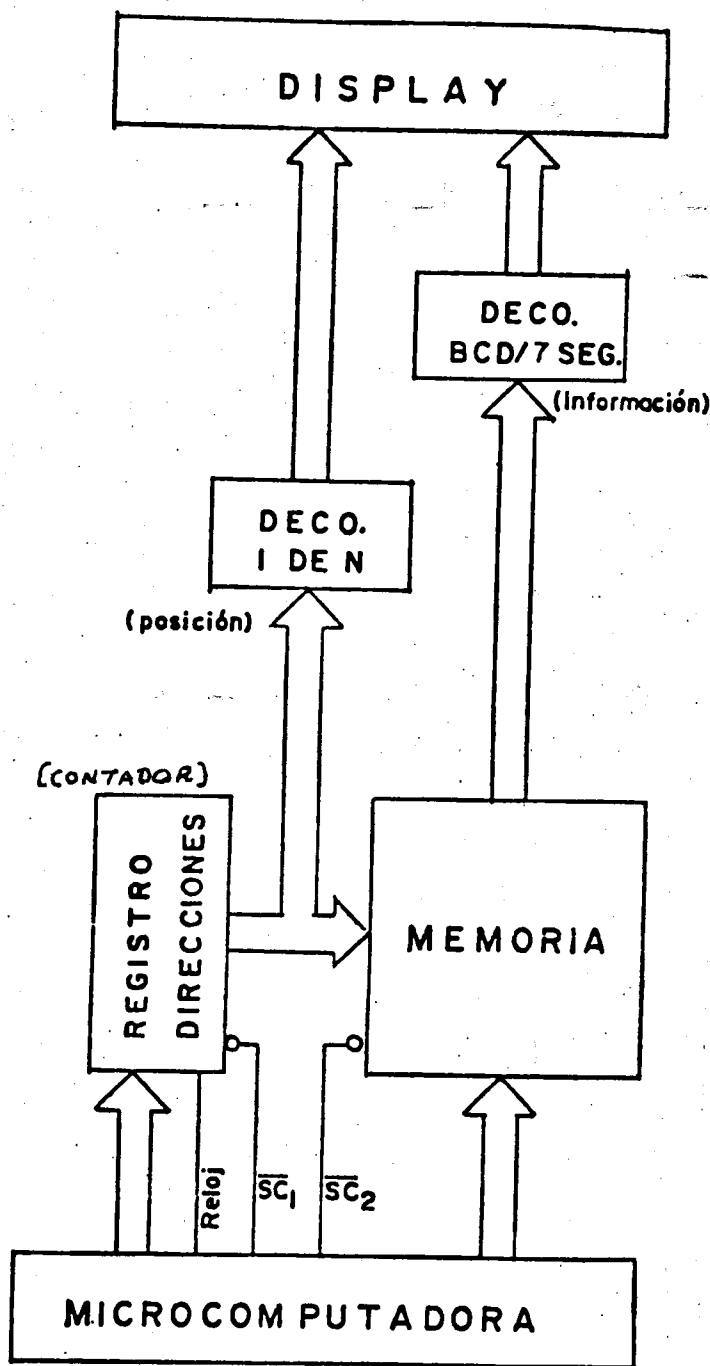 DISPLAY
DECO.
BCD/7 SEG.
(Información)
DECO.
1 DE N
(posición)
[CONTADOR]
REGISTRO
DIRECCIONES
MEMORIA
Reloj
SC1
SC2
MICROCOMPUTADORA